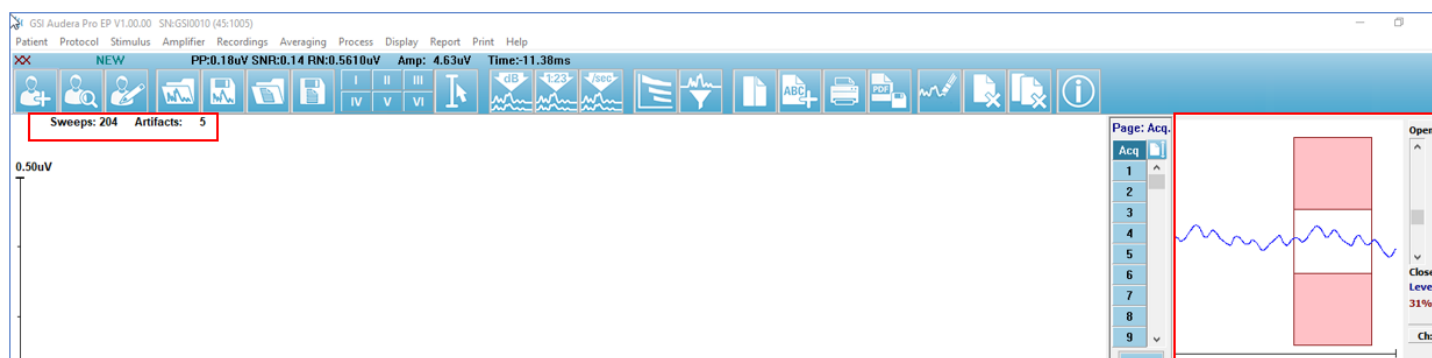 GSI Audera Pro EP V1.00.00 SN:GSI0010 (45:1005)
Patient Protocol Stimulus Amplifier Recordings Averaging Process Display Report Print Help
XX NEW PP:0.18uV SNR:0.14 RN:0.5610uV Amp: 4.63uV Time:-11.38ms
I II III
IV V VI
dB 1:23 /sec
ABC
PDF
Sweeps: 204 Artifacts: 5
0.50uV
Page: Acq.
Acq
1
2
3
4
5
6
7
8
9
Open
Close
Leve
31%
Ch: